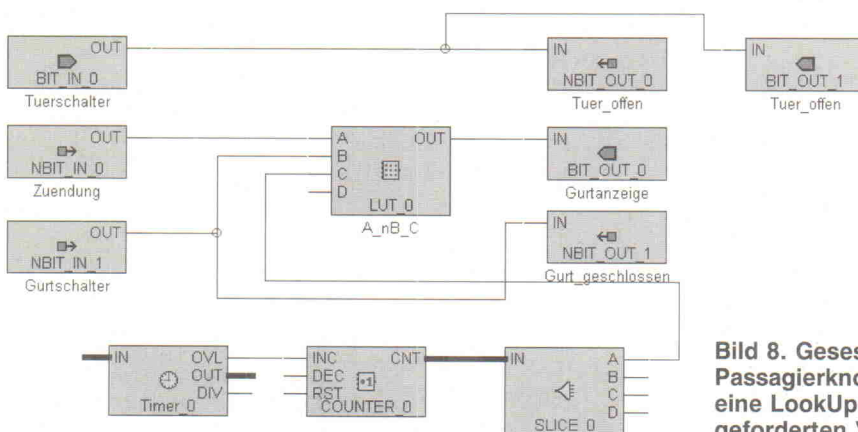 OUT
BIT_IN_0
Tuerschalter
IN
NBIT_OUT_0
Tuer_offen
IN
BIT_OUT_1
Tuer_offen
OUT
NBIT_IN_0
Zuendung
A
B
C
D
OUT
LUT_0
A_nB_C
IN
BIT_OUT_0
Gurtanzeige
OUT
NBIT_IN_1
Gurtschalter
IN
NBIT_OUT_1
Gurt_geschlossen
IN
OVL
OUT
DIV
Timer_0
INC
DEC
RST
CNT
COUNTER_0
IN
A
B
C
D
SLICE_0
Bild 8. Geses
Passagierkno
eine LookUp